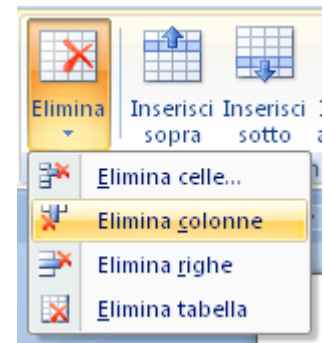 Elimina
Inserisci Inserisci
sopra sotto
Elimina celle...
Elimina colonne
Elimina righe
Elimina tabella